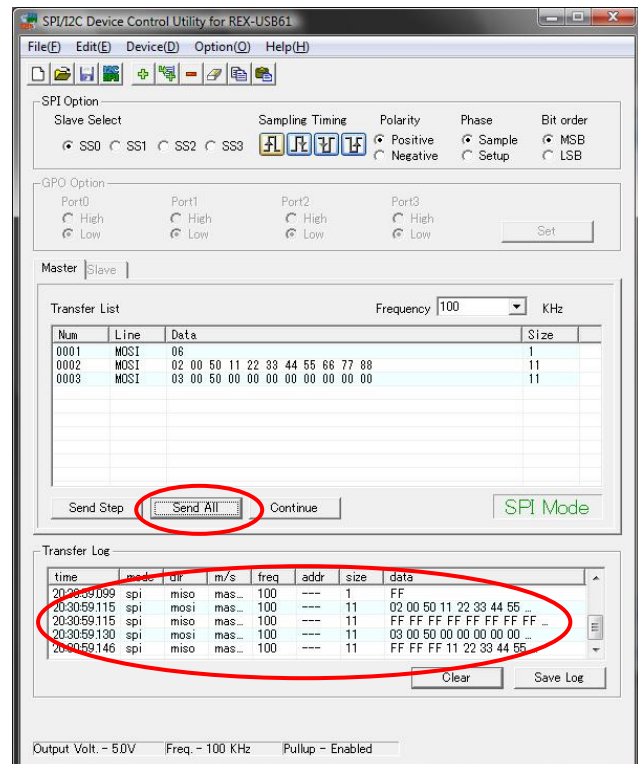 SPI/I2C Device Control Utility for REX-USB61
File(F) Edit(E) Device(D) Option(O) Help(H)
SPI Option
Slave Select Sampling Timing Polarity Phase Bit order
SS0 SS1 SS2 SS3 Positive Sample MSB
Negative Setup LSB
GPO Option
Port0 Port1 Port2 Port3
High High High High
Low Low Low Low Set
Master Slave
Transfer List Frequency 100 KHz
Num Line Data Size
0001 MOSI 06 1
0002 MOSI 02 00 50 11 22 33 44 55 66 77 88 11
0003 MOSI 03 00 50 00 00 00 00 00 00 00 00 11
Send Step Send All Continue SPI Mode
Transfer Log
time mode dir m/s freq addr size data
20:30:59.099 spi miso mas... 100 --- 1 FF
20:30:59.115 spi mosi mas... 100 --- 11 02 00 50 11 22 33 44 55 ...
20:30:59.115 spi miso mas... 100 --- 11 FF FF FF FF FF FF FF FF ...
20:30:59.130 spi mosi mas... 100 --- 11 03 00 50 00 00 00 00 00 ...
20:30:59.146 spi miso mas... 100 --- 11 FF FF FF 11 22 33 44 55 ...
Clear Save Log
Output Volt. - 5.0V Freq. - 100 KHz Pullup - Enabled